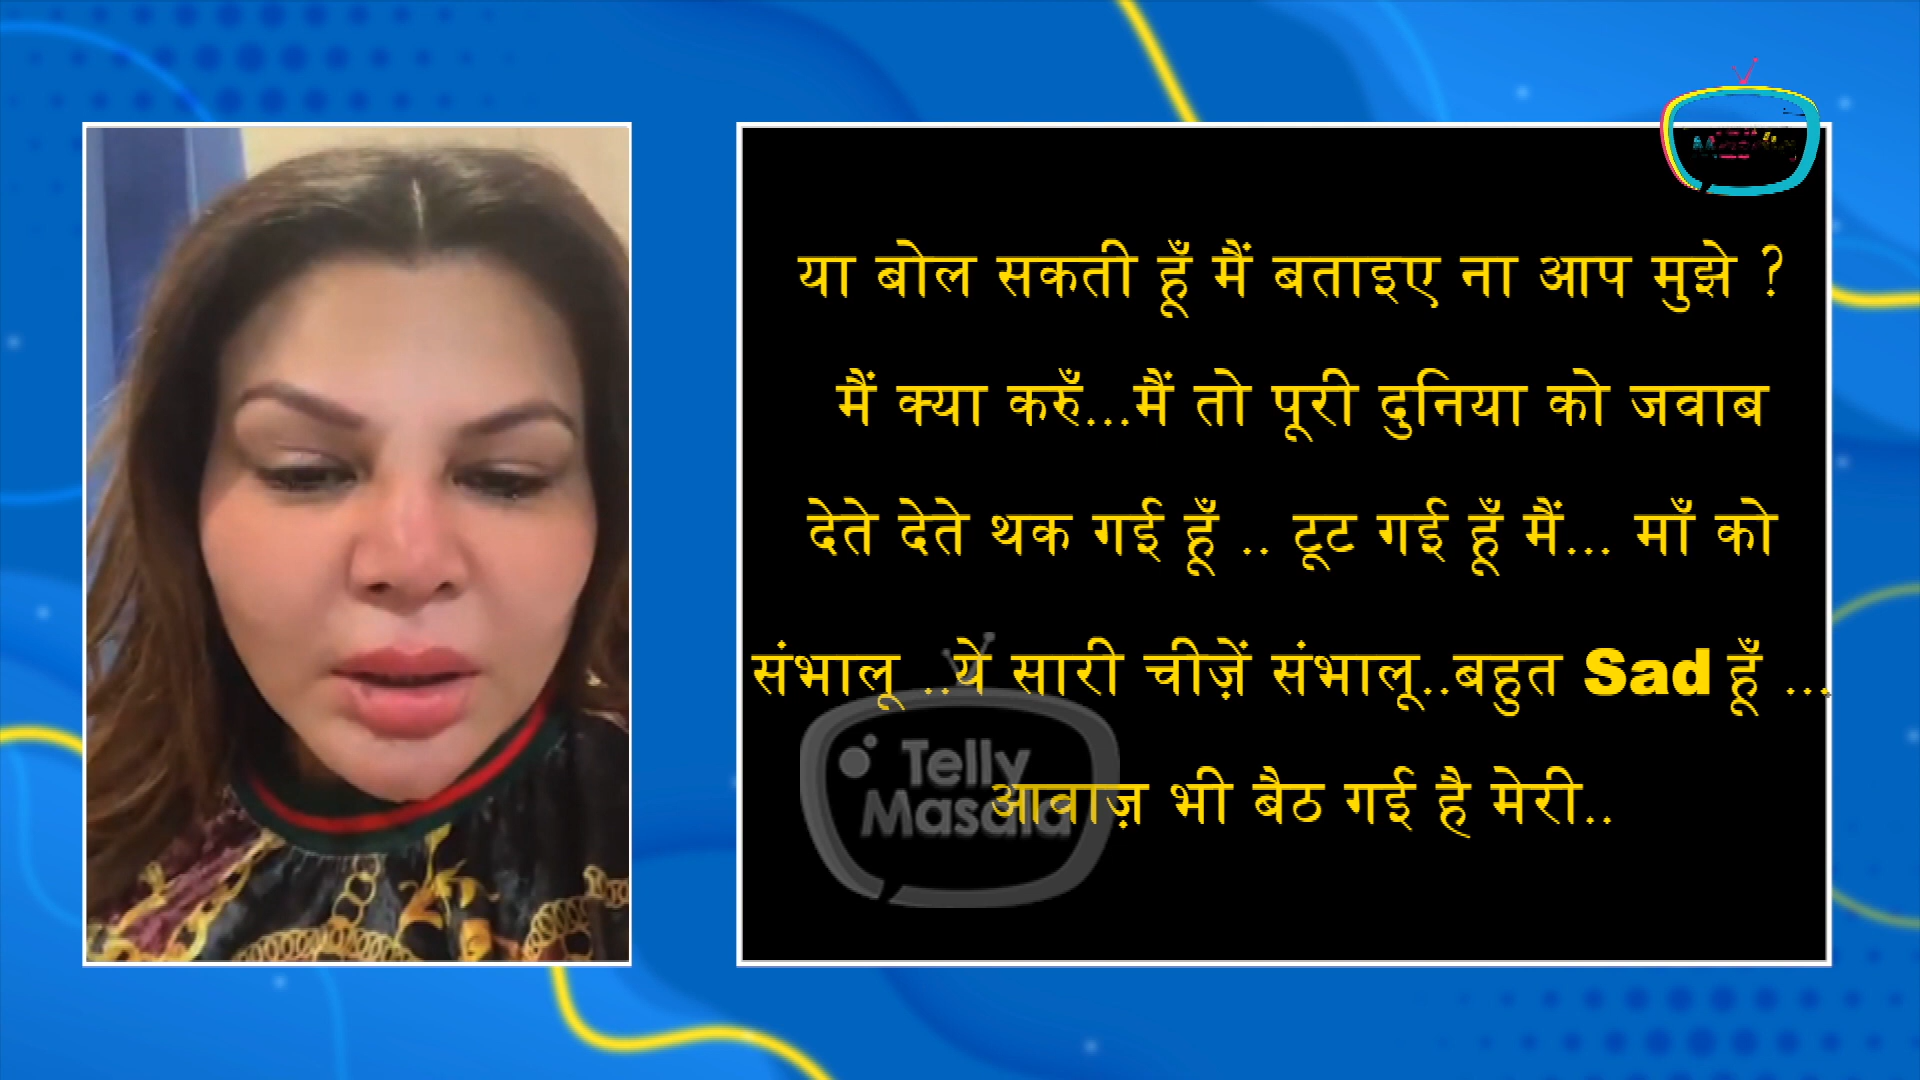 या बोल सकती हूँ मैं बताइए ना आप मुझे ?
मैं क्या करुँ...मैं तो पूरी दुनिया को जवाब
देते देते थक गई हूँ .. टूट गई हूँ मैं... माँ को
संभालू ..ये सारी चीज़ें संभालू..बहुत Sad हूँ ...
आवाज़ भी बैठ गई है मेरी..
Telly
Masala